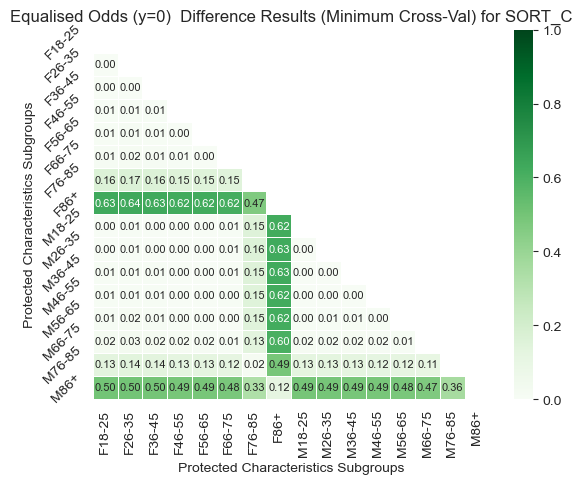 Equalised Odds (y=0)  Difference Results (Minimum Cross-Val) for SORT_C
Protected Characteristics Subgroups
F18-25
F26-35
0.00
F36-45
0.00 0.00
F46-55
0.01 0.01 0.01
F56-65
0.01 0.01 0.01 0.00
F66-75
0.01 0.02 0.01 0.01 0.00
F76-85
0.16 0.17 0.16 0.15 0.15 0.15
F86+
0.63 0.64 0.63 0.62 0.62 0.62 0.47
M18-25
0.00 0.01 0.00 0.00 0.00 0.01 0.15 0.62
M26-35
0.00 0.01 0.00 0.00 0.00 0.01 0.16 0.63 0.00
M36-45
0.01 0.01 0.01 0.00 0.00 0.01 0.15 0.63 0.00 0.00
M46-55
0.01 0.01 0.01 0.00 0.00 0.00 0.15 0.62 0.00 0.00 0.00
M56-65
0.01 0.02 0.01 0.00 0.00 0.00 0.15 0.62 0.00 0.01 0.01 0.00
M66-75
0.02 0.03 0.02 0.02 0.02 0.01 0.13 0.60 0.02 0.02 0.02 0.02 0.01
M76-85
0.13 0.14 0.14 0.13 0.13 0.12 0.02 0.49 0.13 0.13 0.13 0.12 0.12 0.11
M86+
0.50 0.50 0.50 0.49 0.49 0.48 0.33 0.12 0.49 0.49 0.49 0.49 0.48 0.47 0.36
F18-25 F26-35 F36-45 F46-55 F56-65 F66-75 F76-85 F86+ M18-25 M26-35 M36-45 M46-55 M56-65 M66-75 M76-85 M86+
Protected Characteristics Subgroups
1.0
0.8
0.6
0.4
0.2
0.0